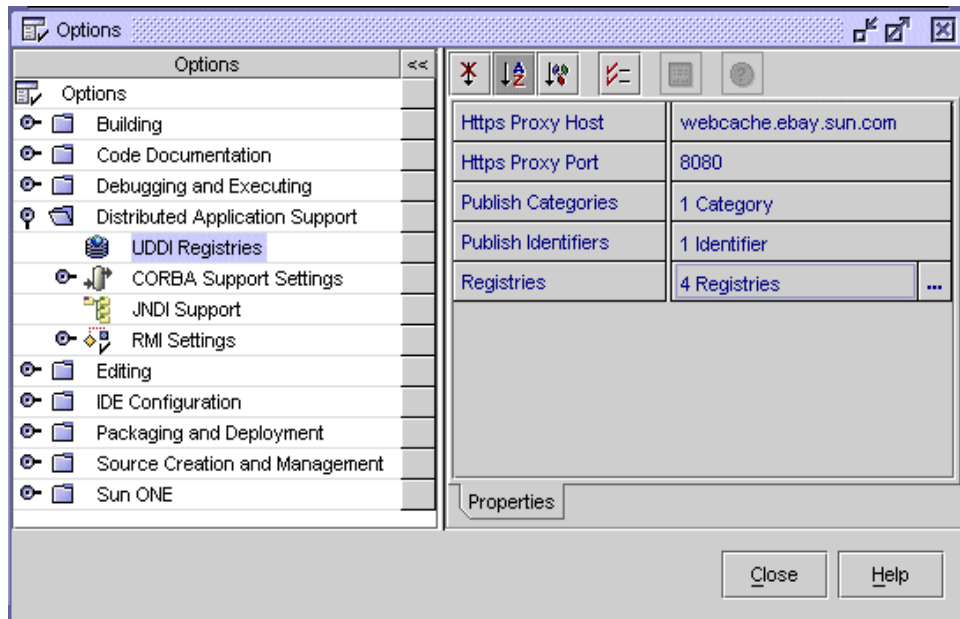 Options
Options
<<
Options
Building
Code Documentation
Debugging and Executing
Distributed Application Support
UDDI Registries
CORBA Support Settings
JNDI Support
RMI Settings
Editing
IDE Configuration
Packaging and Deployment
Source Creation and Management
Sun ONE
Https Proxy Host webcache.ebay.sun.com
Https Proxy Port 8080
Publish Categories 1 Category
Publish Identifiers 1 Identifier
Registries 4 Registries ...
Properties
Close Help